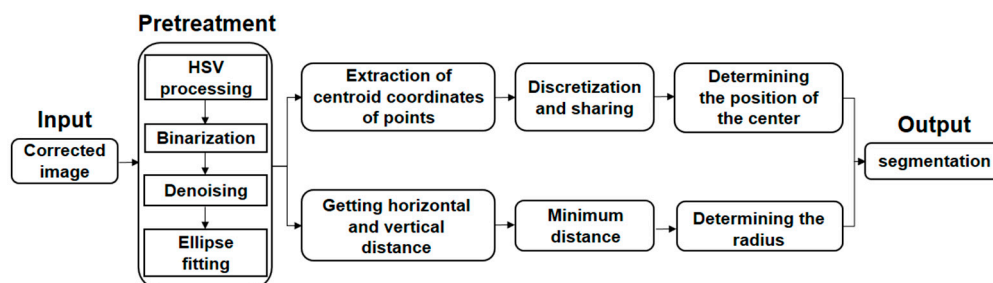 Pretreatment
HSV
processing
Binarization
Denoising
Ellipse
fitting
Input
Corrected
image
Extraction of
centroid coordinates
of points
Discretization
and sharing
Determining
the position of
the center
Getting horizontal
and vertical
distance
Minimum
distance
Determining the
radius
Output
segmentation